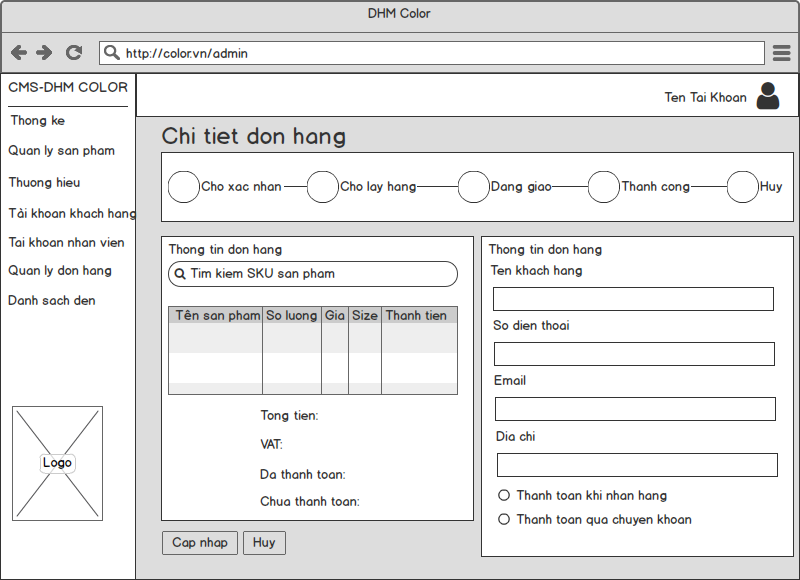 DHM Color
http://color.vn/admin
CMS-DHM COLOR
Thong ke
Quan ly san pham
Thuong hieu
Tài khoan khach hang
Tai khoan nhan vien
Quan ly don hang
Danh sach den
Logo
Ten Tai Khoan
Chi tiet don hang
Cho xac nhan
Cho lay hang
Dang giao
Thanh cong
Huy
Thong tin don hang
Tim kiem SKU san pham
Tên san pham So luong Gia Size Thanh tien
Tong tien:
VAT:
Da thanh toan:
Chua thanh toan:
Cap nhap
Huy
Thong tin don hang
Ten khach hang
So dien thoai
Email
Dia chi
Thanh toan khi nhan hang
Thanh toan qua chuyen khoan